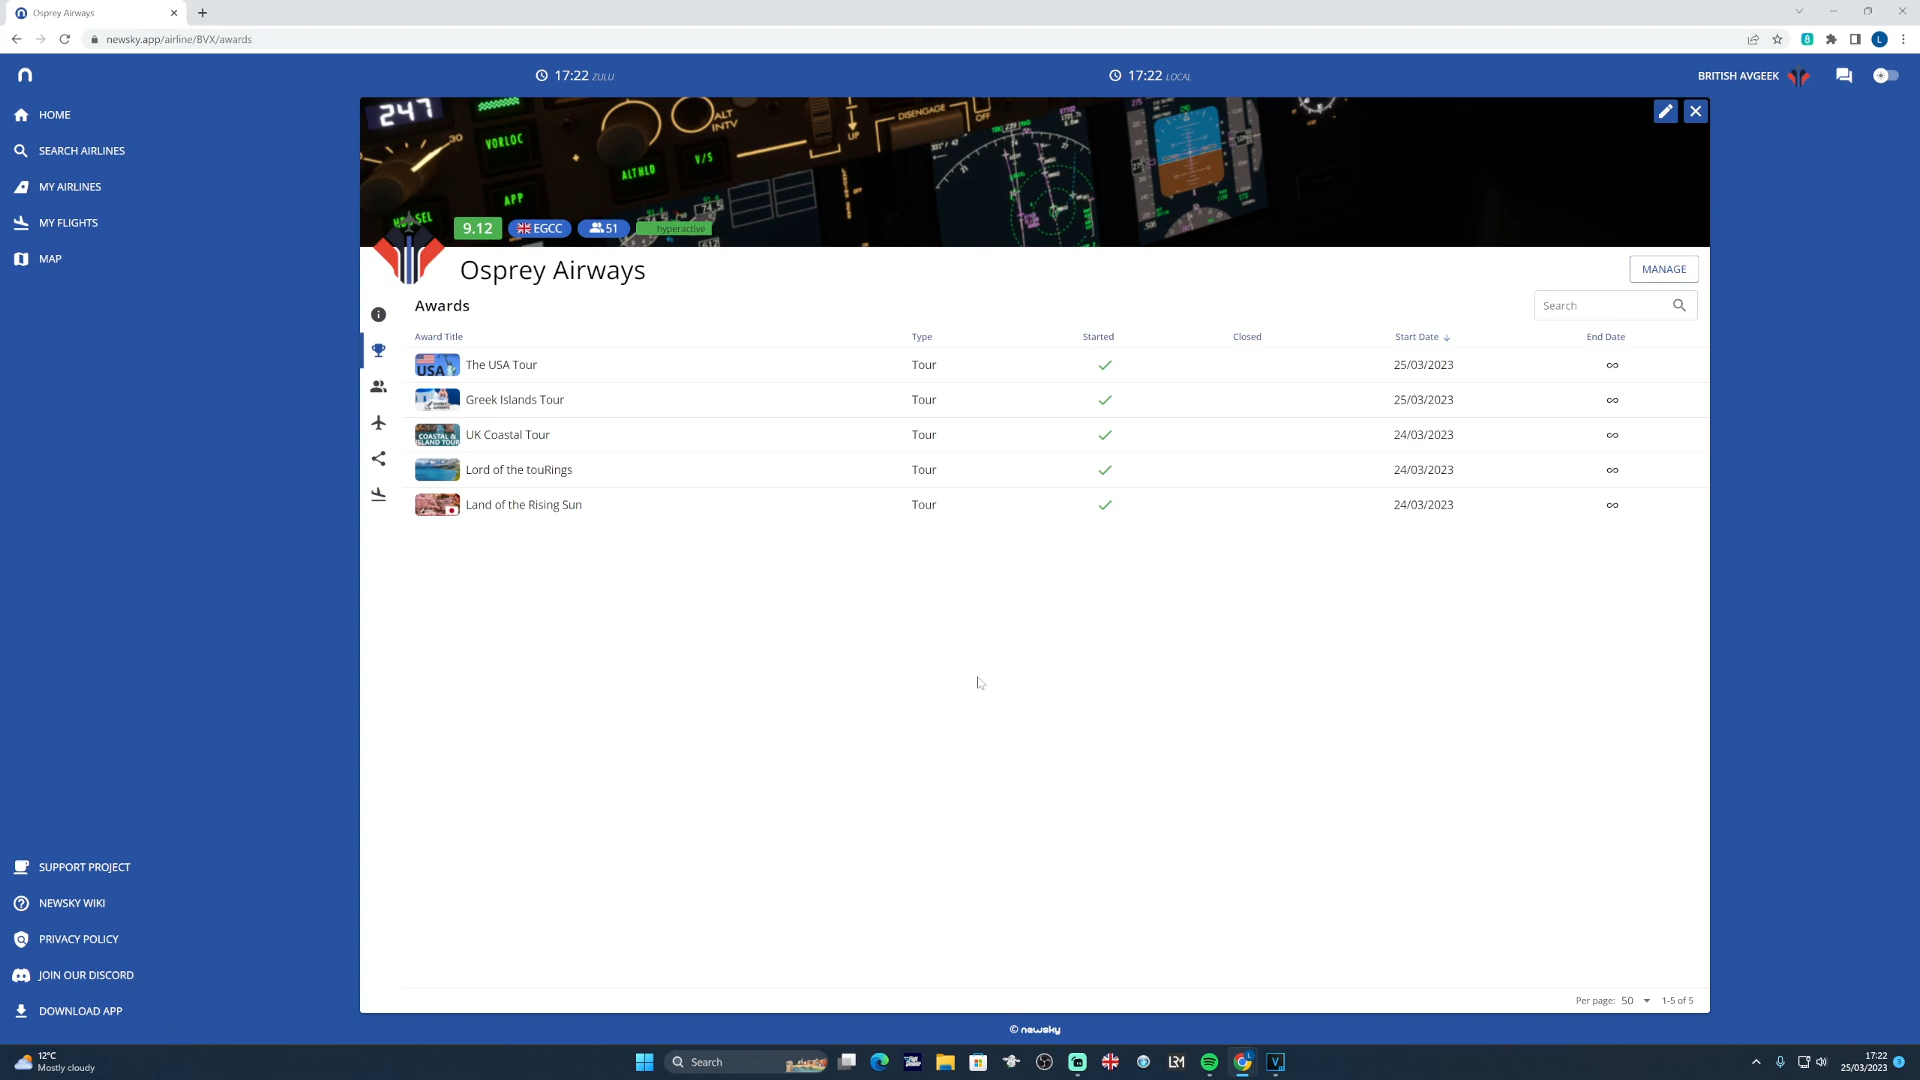 Osprey Airways
newsky.app/airline/BVX/awards
17:22 ZULU
17:22 LOCAL
BRITISH AVGEEK
HOME
SEARCH AIRLINES
MY AIRLINES
MY FLIGHTS
MAP
247
30
VORLOC
ALTHLD
V/S
APP
ALT
INTV
UP
DISENGAGE
OFF
9.12
EGCC
51
hyperactive
Osprey Airways
MANAGE
Awards
Search
Award Title Type Started Closed Start Date End Date
USA The USA Tour Tour 25/03/2023 ∞
Greek Islands Tour Tour 25/03/2023 ∞
COASTAL &
ISLAND TOUR
UK Coastal Tour Tour 24/03/2023 ∞
Lord of the touRings Tour 24/03/2023 ∞
Land of the Rising Sun Tour 24/03/2023 ∞
SUPPORT PROJECT
NEWSKY WIKI
PRIVACY POLICY
JOIN OUR DISCORD
DOWNLOAD APP
Per page: 50 1-5 of 5
© newsky
12°C
Mostly cloudy
Search
17:22
25/03/2023
3